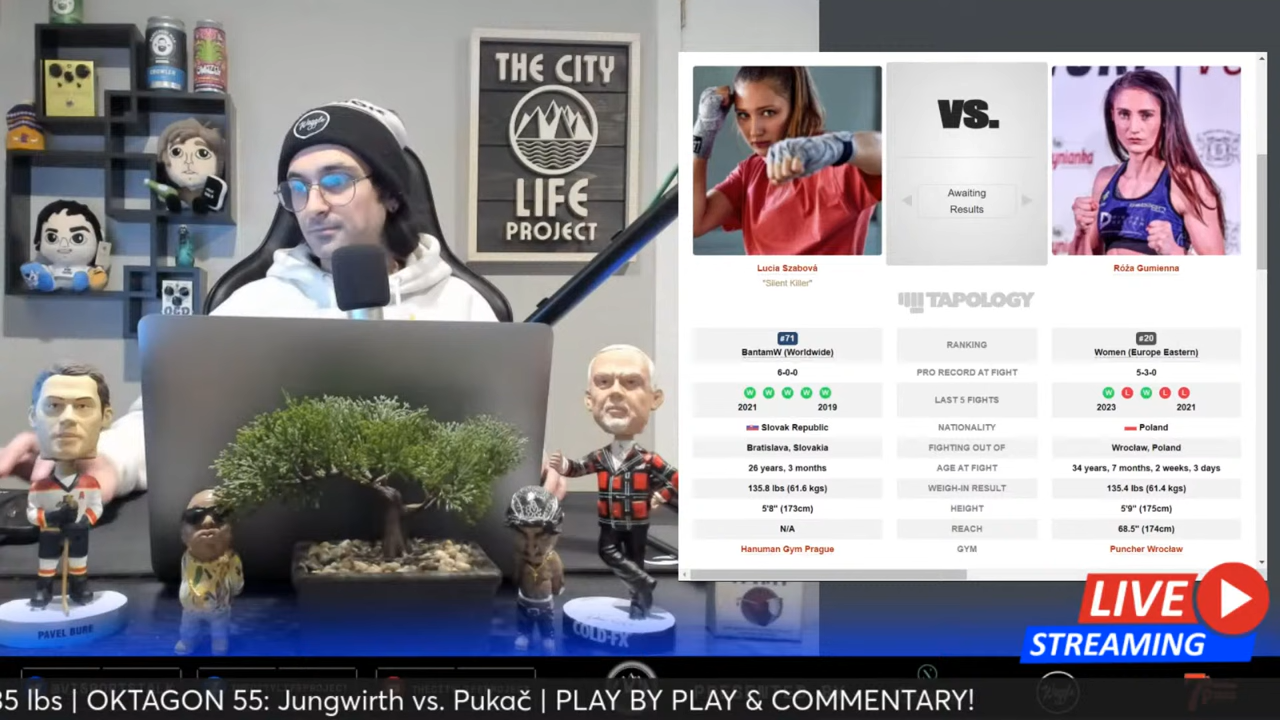 Waggle
THE CITY
LIFE
PROJECT
PAVEL BURE
COLD-FX
VS.
Awaiting
Results
Lucia Szabová
"Silent Killer"
Róża Gumienna
TAPOLOGY
#71
BantamW (Worldwide)
RANKING
#20
Women (Europe Eastern)
6-0-0
PRO RECORD AT FIGHT
5-3-0
W W W W W
2021 2019
LAST 5 FIGHTS
W L W L L
2023 2021
Slovak Republic
NATIONALITY
Poland
Bratislava, Slovakia
FIGHTING OUT OF
Wrocław, Poland
26 years, 3 months
AGE AT FIGHT
34 years, 7 months, 2 weeks, 3 days
135.8 lbs (61.6 kgs)
WEIGH-IN RESULT
135.4 lbs (61.4 kgs)
5'8" (173cm)
HEIGHT
5'9" (175cm)
N/A
REACH
68.5" (174cm)
Hanuman Gym Prague
GYM
Puncher Wrocław
LIVE
STREAMING
35 lbs | OKTAGON 55: Jungwirth vs. Pukač | PLAY BY PLAY & COMMENTARY!